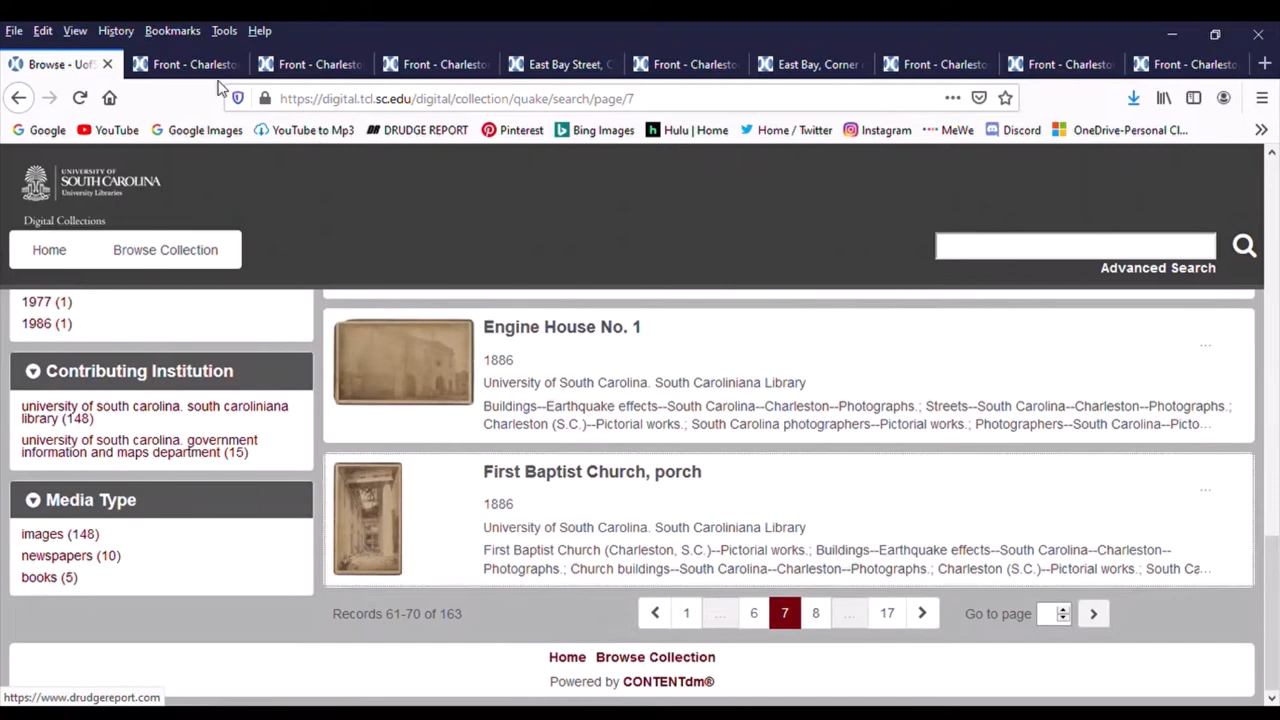 File Edit View History Bookmarks Tools Help
Browse - UofS Front - Charlesto Front - Charlesto Front - Charlesto East Bay Street, C Front - Charlesto East Bay, Corner Front - Charlesto Front - Charlesto Front - Charlesto
https://digital.tcl.sc.edu/digital/collection/quake/search/page/7
Google YouTube Google Images YouTube to Mp3 DRUDGE REPORT Pinterest Bing Images Hulu | Home Home / Twitter Instagram MeWe Discord OneDrive-Personal Cl...
UNIVERSITY OF
SOUTH CAROLINA
University Libraries
Digital Collections
Home Browse Collection
Advanced Search
1977 (1)
1986 (1)
Contributing Institution
university of south carolina. south caroliniana
library (148)
university of south carolina. government
information and maps department (15)
Media Type
images (148)
newspapers (10)
books (5)
Engine House No. 1
...
1886
University of South Carolina. South Caroliniana Library
Buildings--Earthquake effects--South Carolina--Charleston--Photographs.; Streets--South Carolina--Charleston--Photographs.;
Charleston (S.C.)--Pictorial works.; South Carolina photographers--Pictorial works.; Photographers--South Carolina--Picto...
First Baptist Church, porch
...
1886
University of South Carolina. South Caroliniana Library
First Baptist Church (Charleston, S.C.)--Pictorial works.; Buildings--Earthquake effects--South Carolina--Charleston--
Photographs.; Church buildings--South Carolina--Charleston--Photographs.; Charleston (S.C.)--Pictorial works.; South Ca...
Records 61-70 of 163
1 ... 6 7 8 ... 17
Go to page
Home Browse Collection
Powered by CONTENTdm®
https://www.drudgereport.com